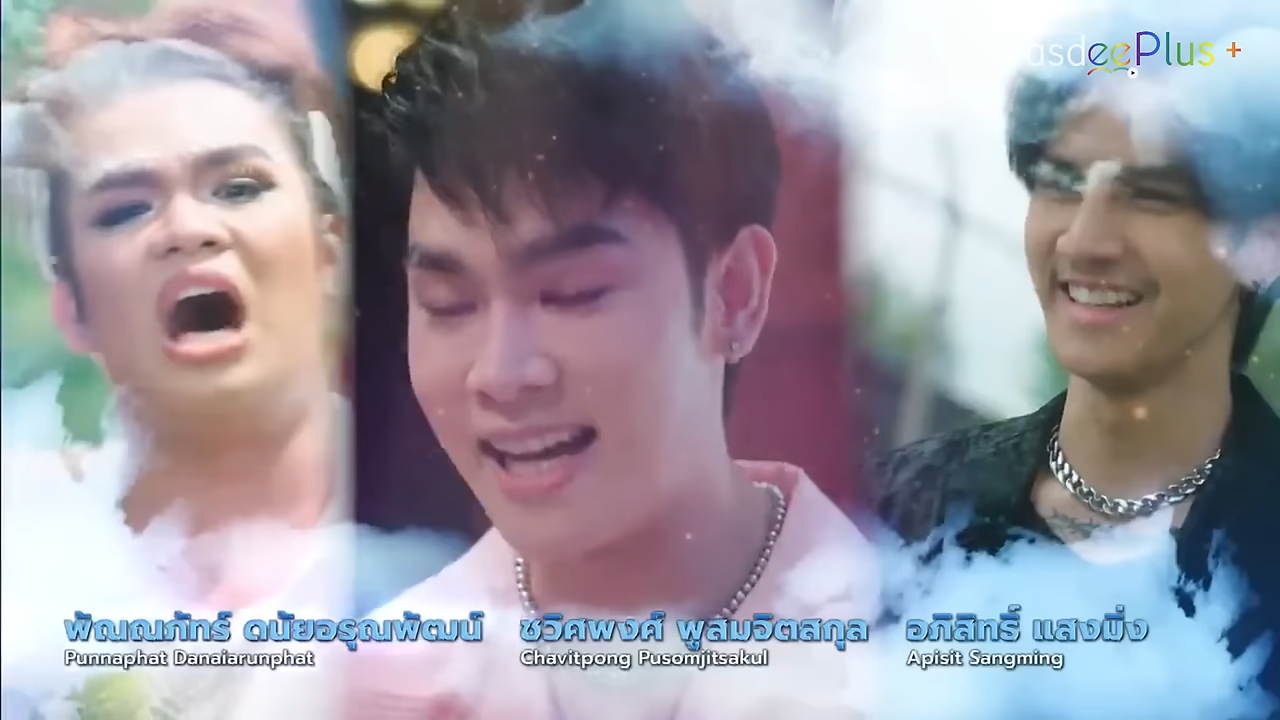 asdeePlus +
พัณณภัทร์ ดนัยอรุณพัฒน์
Punnaphat Danaiarunphat
ชวิศพงศ์ พูสมจิตสกุล
Chavitpong Pusomjitsakul
อภิสิทธิ์ แสงมิ่ง
Apisit Sangming